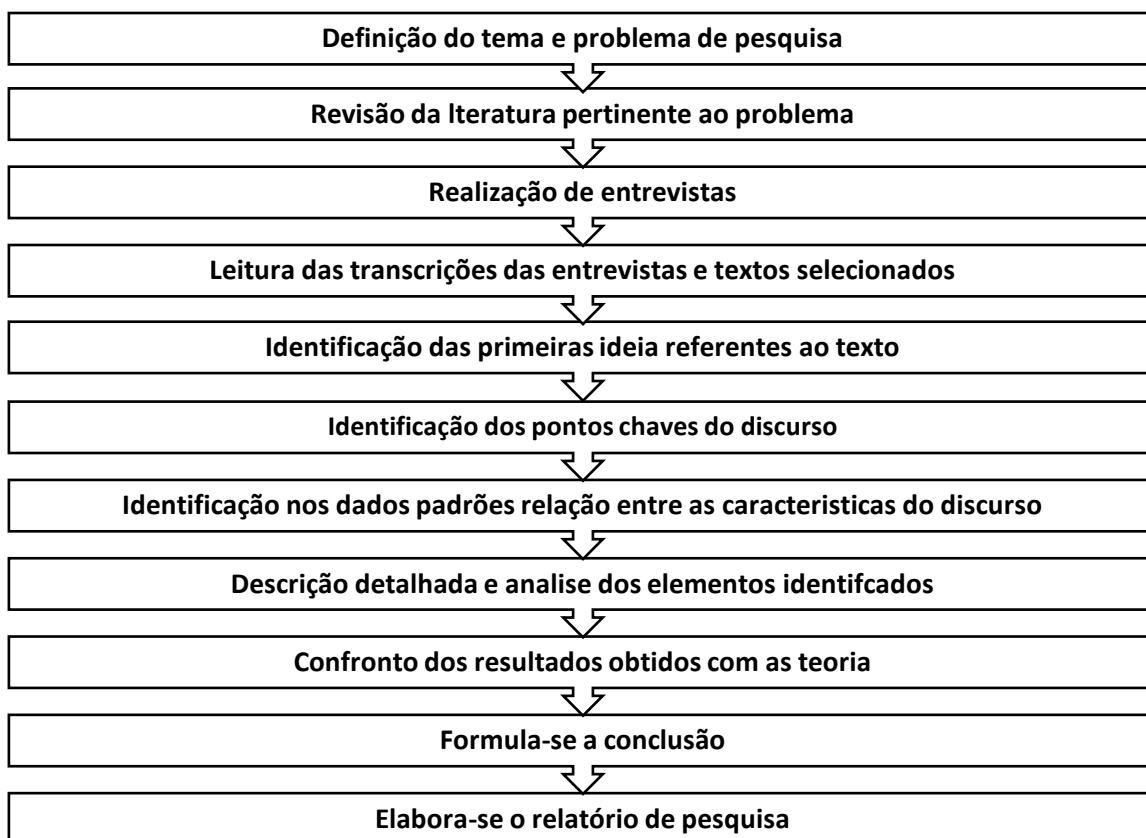 Definição do tema e problema de pesquisa
Revisão da lteratura pertinente ao problema
Realização de entrevistas
Leitura das transcrições das entrevistas e textos selecionados
Identificação das primeiras ideia referentes ao texto
Identificação dos pontos chaves do discurso
Identificação nos dados padrões relação entre as caracteristicas do discurso
Descrição detalhada e analise dos elementos identifcados
Confronto dos resultados obtidos com as teoria
Formula-se a conclusão
Elabora-se o relatório de pesquisa